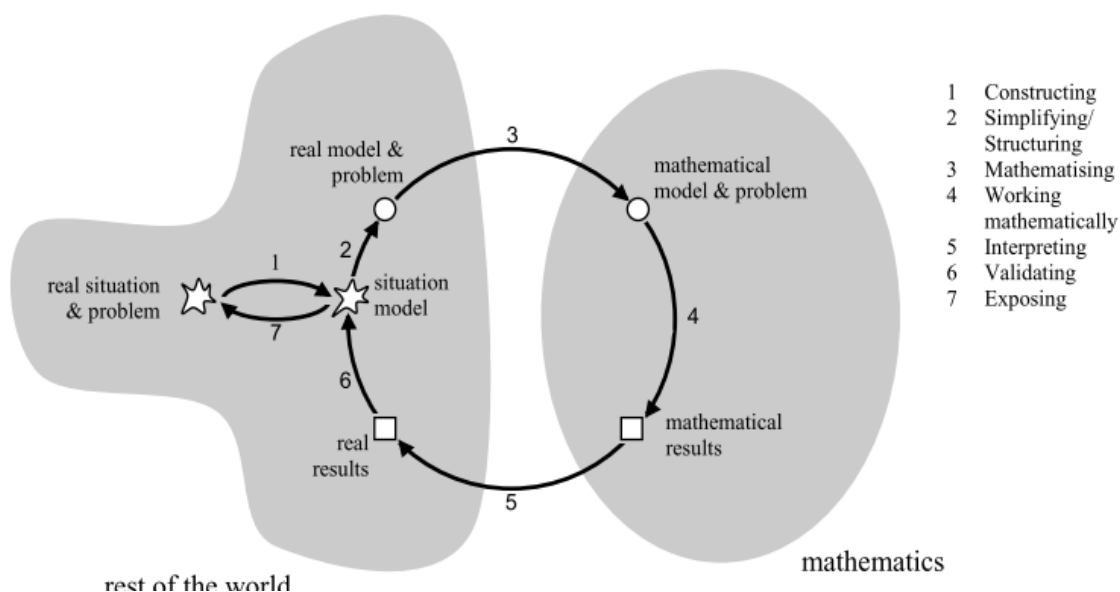 real model &
problem
3
mathematical
model & problem
1 Constructing
2 Simplifying/
Structuring
3 Mathematising
4 Working
mathematically
5 Interpreting
6 Validating
7 Exposing
real situation
& problem
1
2
situation
model
7
6
4
real
results
mathematical
results
5
mathematics
rest of the world